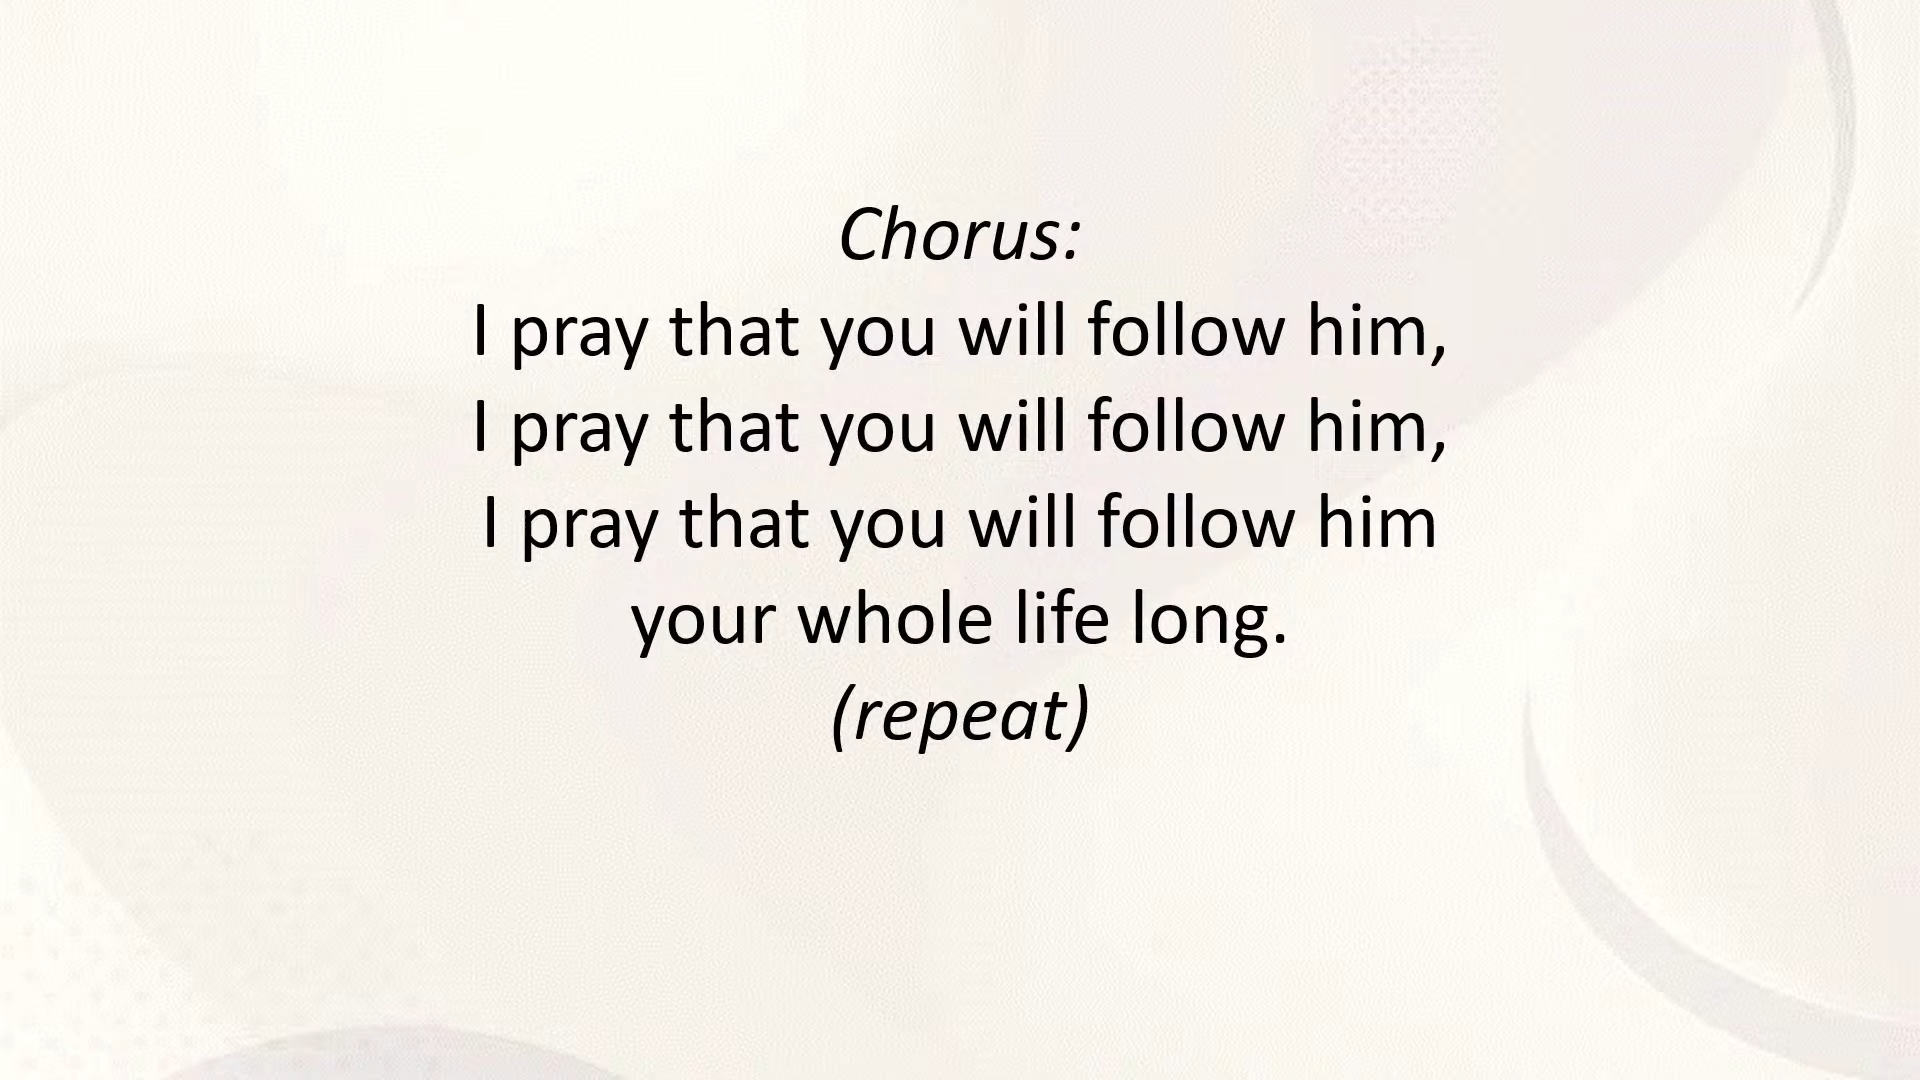 Chorus:
I pray that you will follow him,
I pray that you will follow him,
I pray that you will follow him
your whole life long.
(repeat)